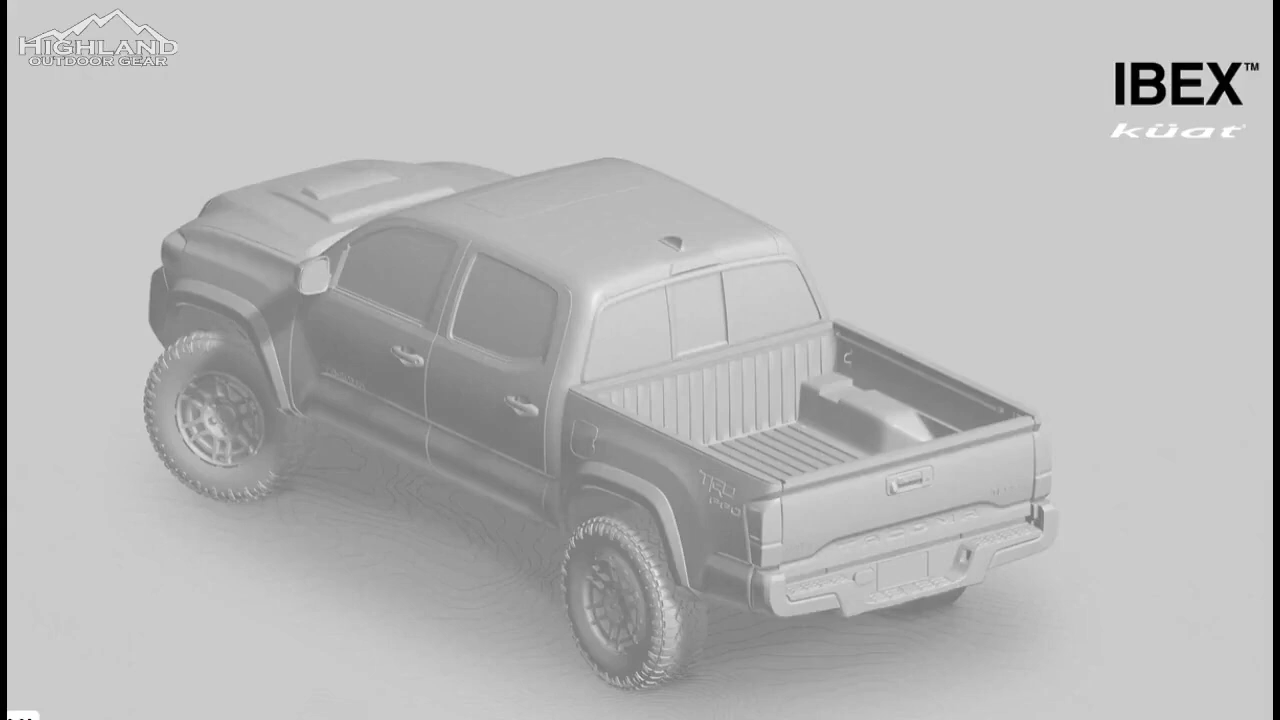 HIGHLAND
OUTDOOR GEAR
IBEX™
küat
TRD
PRO
TACOMA